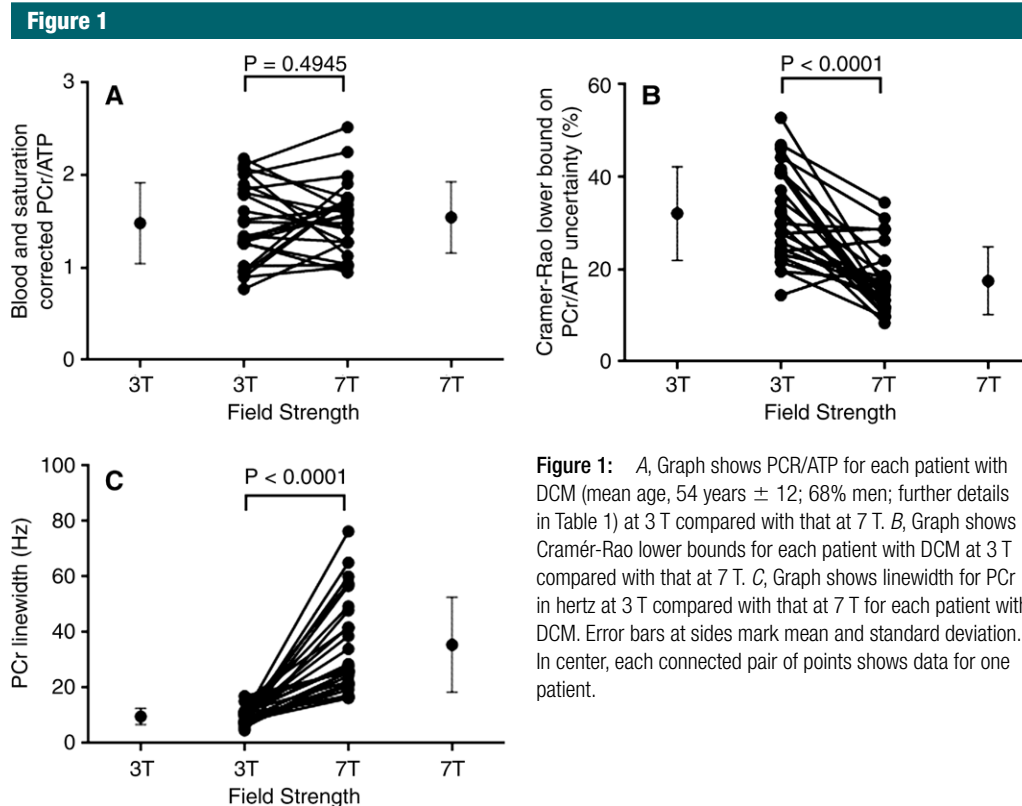 Figure 1
A
P = 0.4945
3
2
1
0
Blood and saturation
corrected PCr/ATP
3T
3T
7T
7T
Field Strength
B
P < 0.0001
60
40
20
0
Cramer-Rao lower bound on
PCr/ATP uncertainty (%)
3T
3T
7T
7T
Field Strength
C
P < 0.0001
100
80
60
40
20
0
PCr linewidth (Hz)
3T
3T
7T
7T
Field Strength
Figure 1: A, Graph shows PCR/ATP for each patient with
DCM (mean age, 54 years ± 12; 68% men; further details
in Table 1) at 3 T compared with that at 7 T. B, Graph shows
Cramér-Rao lower bounds for each patient with DCM at 3 T
compared with that at 7 T. C, Graph shows linewidth for PCr
in hertz at 3 T compared with that at 7 T for each patient with
DCM. Error bars at sides mark mean and standard deviation.
In center, each connected pair of points shows data for one
patient.